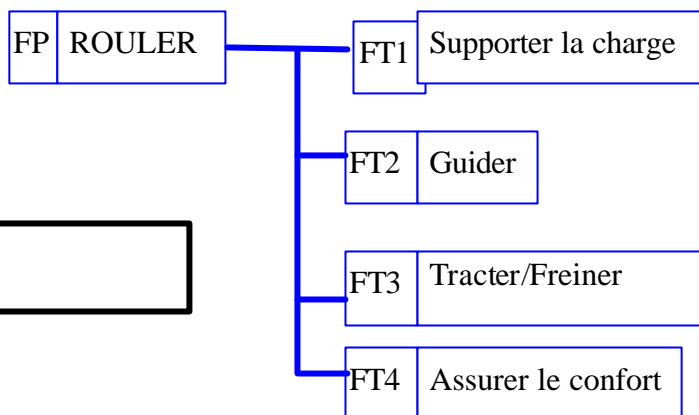 FP ROULER
FT1 Supporter la charge
FT2 Guider
FT3 Tracter/Freiner
FT4 Assurer le confort